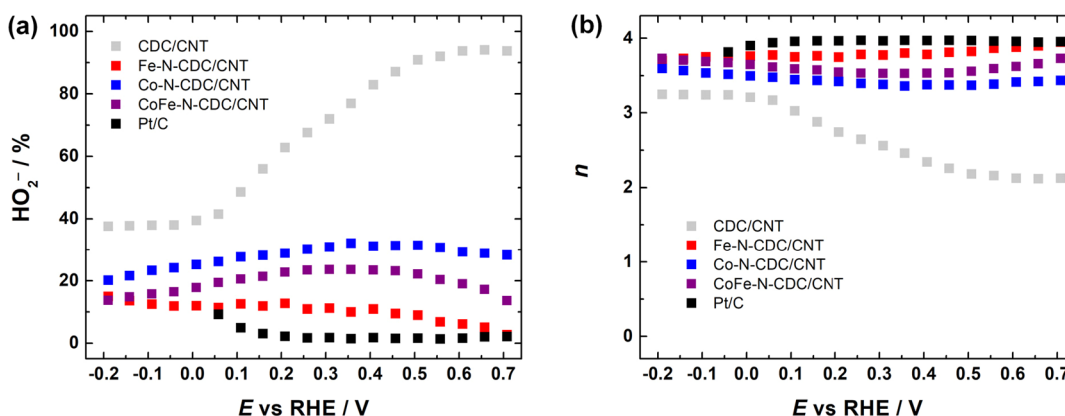 (a)
HO₂⁻ / %
100
80
60
40
20
0
CDC/CNT
Fe-N-CDC/CNT
Co-N-CDC/CNT
CoFe-N-CDC/CNT
Pt/C
-0.2 -0.1 0.0 0.1 0.2 0.3 0.4 0.5 0.6 0.7
E vs RHE / V
(b)
n
4
3
2
1
0
CDC/CNT
Fe-N-CDC/CNT
Co-N-CDC/CNT
CoFe-N-CDC/CNT
Pt/C
-0.2 -0.1 0.0 0.1 0.2 0.3 0.4 0.5 0.6 0.7
E vs RHE / V